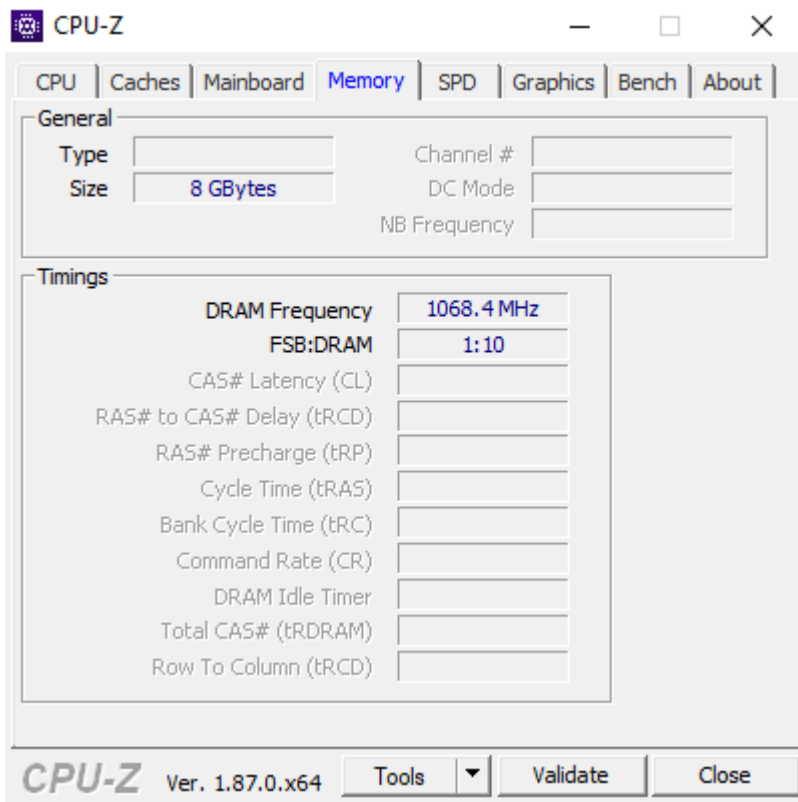 CPU-Z
CPU Caches Mainboard Memory SPD Graphics Bench About
General
Type Channel #
Size 8 GBytes DC Mode
NB Frequency
Timings
DRAM Frequency 1068.4 MHz
FSB:DRAM 1:10
CAS# Latency (CL)
RAS# to CAS# Delay (tRCD)
RAS# Precharge (tRP)
Cycle Time (tRAS)
Bank Cycle Time (tRC)
Command Rate (CR)
DRAM Idle Timer
Total CAS# (tRDRAM)
Row To Column (tRCD)
CPU-Z Ver. 1.87.0.x64 Tools Validate Close